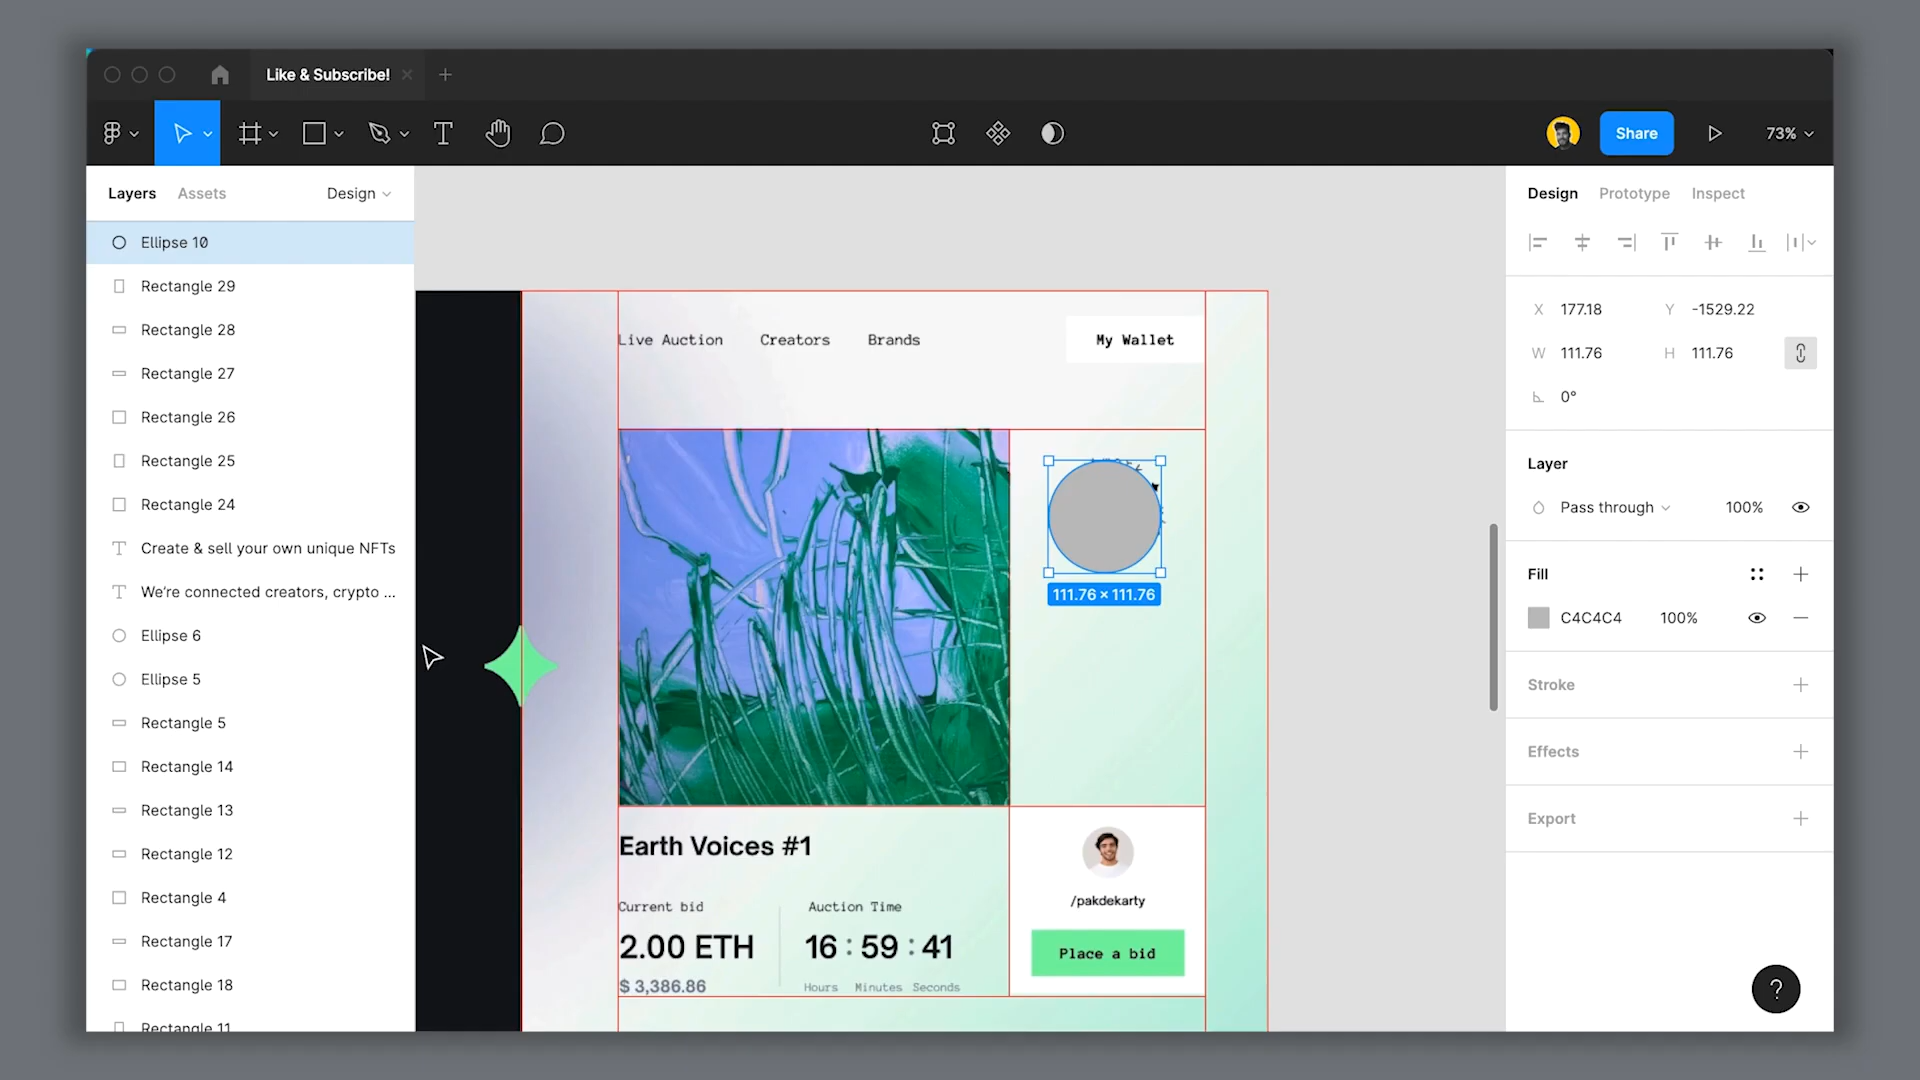 Like & Subscribe!
Share
73%
Layers
Assets
Design
Ellipse 10
Rectangle 29
Rectangle 28
Rectangle 27
Rectangle 26
Rectangle 25
Rectangle 24
Create & sell your own unique NFTs
We're connected creators, crypto ...
Ellipse 6
Ellipse 5
Rectangle 5
Rectangle 14
Rectangle 13
Rectangle 12
Rectangle 4
Rectangle 17
Rectangle 18
Rectangle 11
Live Auction
Creators
Brands
My Wallet
111.76 × 111.76
Earth Voices #1
Current bid
Auction Time
2.00 ETH
16 : 59 : 41
$ 3,386.86
Hours Minutes Seconds
/pakdekarty
Place a bid
Design
Prototype
Inspect
X 177.18
Y -1529.22
W 111.76
H 111.76
0°
Layer
Pass through
100%
Fill
C4C4C4
100%
Stroke
Effects
Export
?